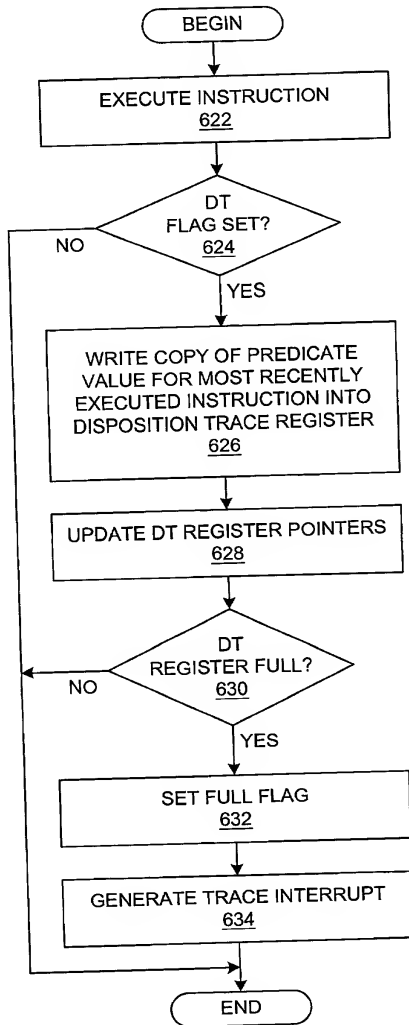 BEGIN
EXECUTE INSTRUCTION
622
DT
FLAG SET?
624
NO
YES
WRITE COPY OF PREDICATE
VALUE FOR MOST RECENTLY
EXECUTED INSTRUCTION INTO
DISPOSITION TRACE REGISTER
626
UPDATE DT REGISTER POINTERS
628
DT
REGISTER FULL?
630
NO
YES
SET FULL FLAG
632
GENERATE TRACE INTERRUPT
634
END